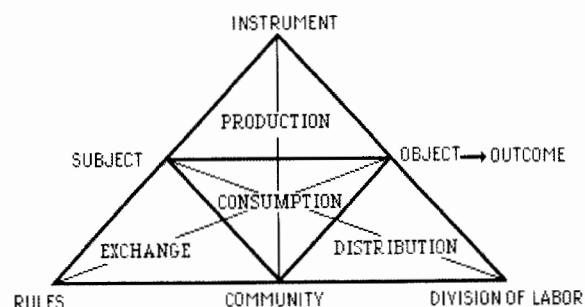 INSTRUMENT
PRODUCTION
SUBJECT
OBJECT → OUTCOME
CONSUMPTION
EXCHANGE
DISTRIBUTION
RULES
COMMUNITY
DIVISION OF LABOR